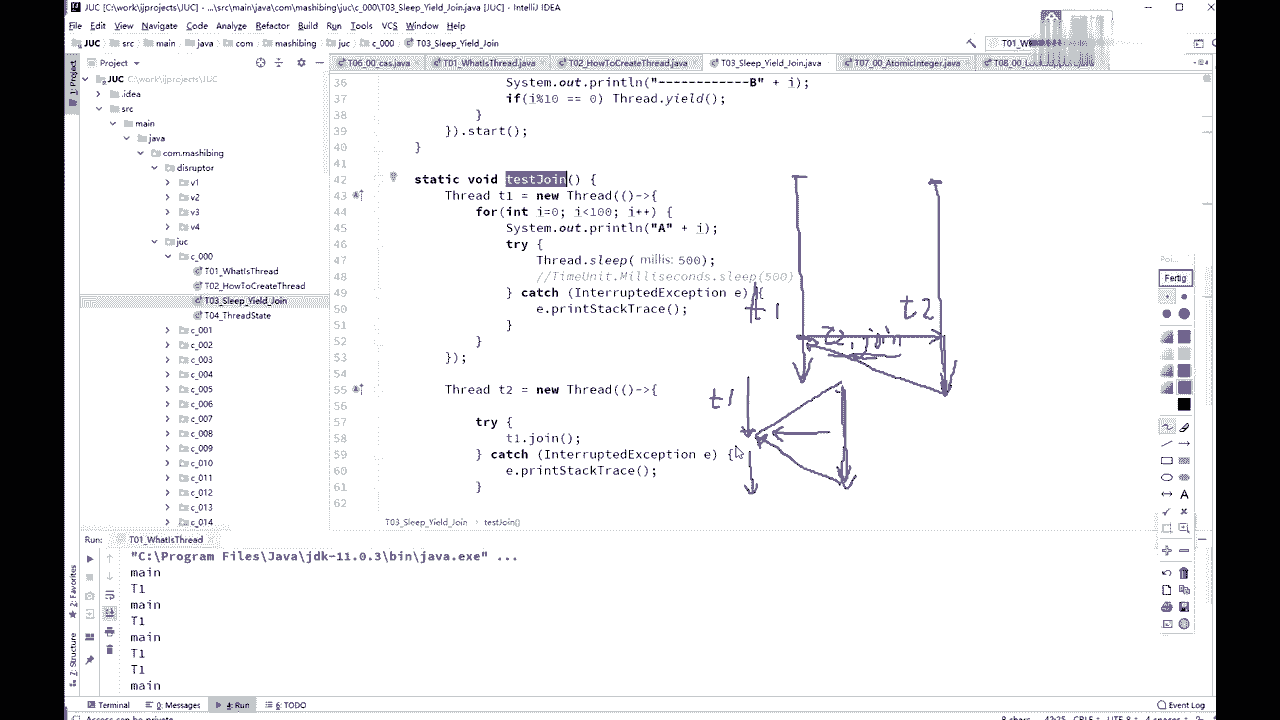 JUC [C:\work\ijprojects\JUC] - ...\src\main\java\com\mashibing\juc\c_000\T03_Sleep_Yield_Join.java [JUC] - IntelliJ IDEA
File Edit View Navigate Code Analyze Refactor Build Run Tools VCS Window Help
JUC src main java com mashibing juc c_000 T03_Sleep_Yield_Join
Project
T06_00_cas.java T01_WhatIsThread.java T02_HowToCreateThread.java T03_Sleep_Yield_Join.java T07_00_AtomicInteger.java
1: Project
JUC C:\work\ijprojects\JUC
.idea
src
main
java
com.mashibing
disruptor
v1
v2
v3
v4
juc
c_000
T01_WhatIsThread
T02_HowToCreateThread
T03_Sleep_Yield_Join
T04_ThreadState
c_001
c_002
c_003
c_004
c_005
c_006
c_007
c_008
c_009
c_010
c_011
c_012
c_013
c_014
36 System.out.println("------------B" + i);
37 if(i%10 == 0) Thread.yield();
38 }
39 }).start();
40 }
41
42 static void testJoin() {
43 Thread t1 = new Thread(()->{
44 for(int i=0; i<100; i++) {
45 System.out.println("A" + i);
46 try {
47 Thread.sleep( millis: 500);
48 //TimeUnit.Milliseconds.sleep(500)
49 } catch (InterruptedException e) {
50 e.printStackTrace();
51 }
52 }
53 });
55 Thread t2 = new Thread(()->{
56
57 try {
58 t1.join();
59 } catch (InterruptedException e) {
60 e.printStackTrace();
61 }
62
t1
t2
t2.join
t1
Fertig
A
T03_Sleep_Yield_Join testJoin()
Run: T01_WhatIsThread
"C:\Program Files\Java\jdk-11.0.3\bin\java.exe" ...
main
T1
main
T1
main
T1
T1
main
2: Favorites
Z: Structure
Terminal 0: Messages 4: Run 6: TODO Event Log